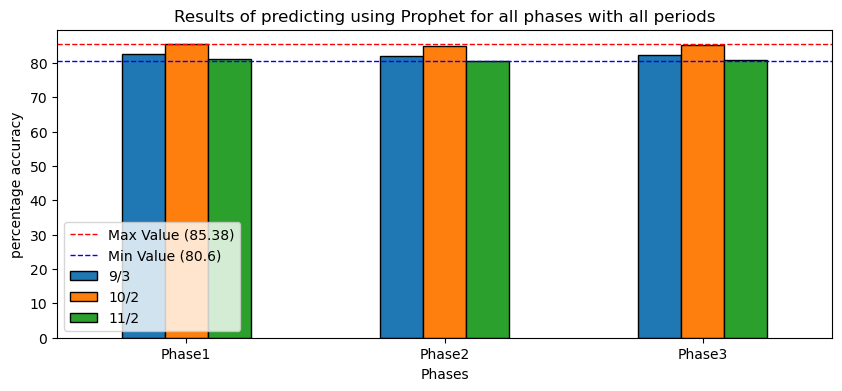 Results of predicting using Prophet for all phases with all periods
percentage accuracy
80
70
60
50
40
30
20
10
0
Max Value (85.38)
Min Value (80.6)
9/3
10/2
11/2
Phase1 Phase2 Phase3
Phases